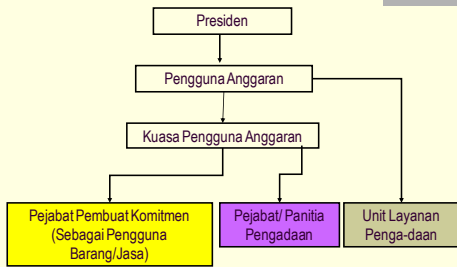 Presiden
Pengguna Anggaran
Kuasa Pengguna Anggaran
Pejabat Pembuat Komitmen
(Sebagai Pengguna
Barang/Jasa)
Pejabat/ Panitia
Pengadaan
Unit Layanan
Penga-daan